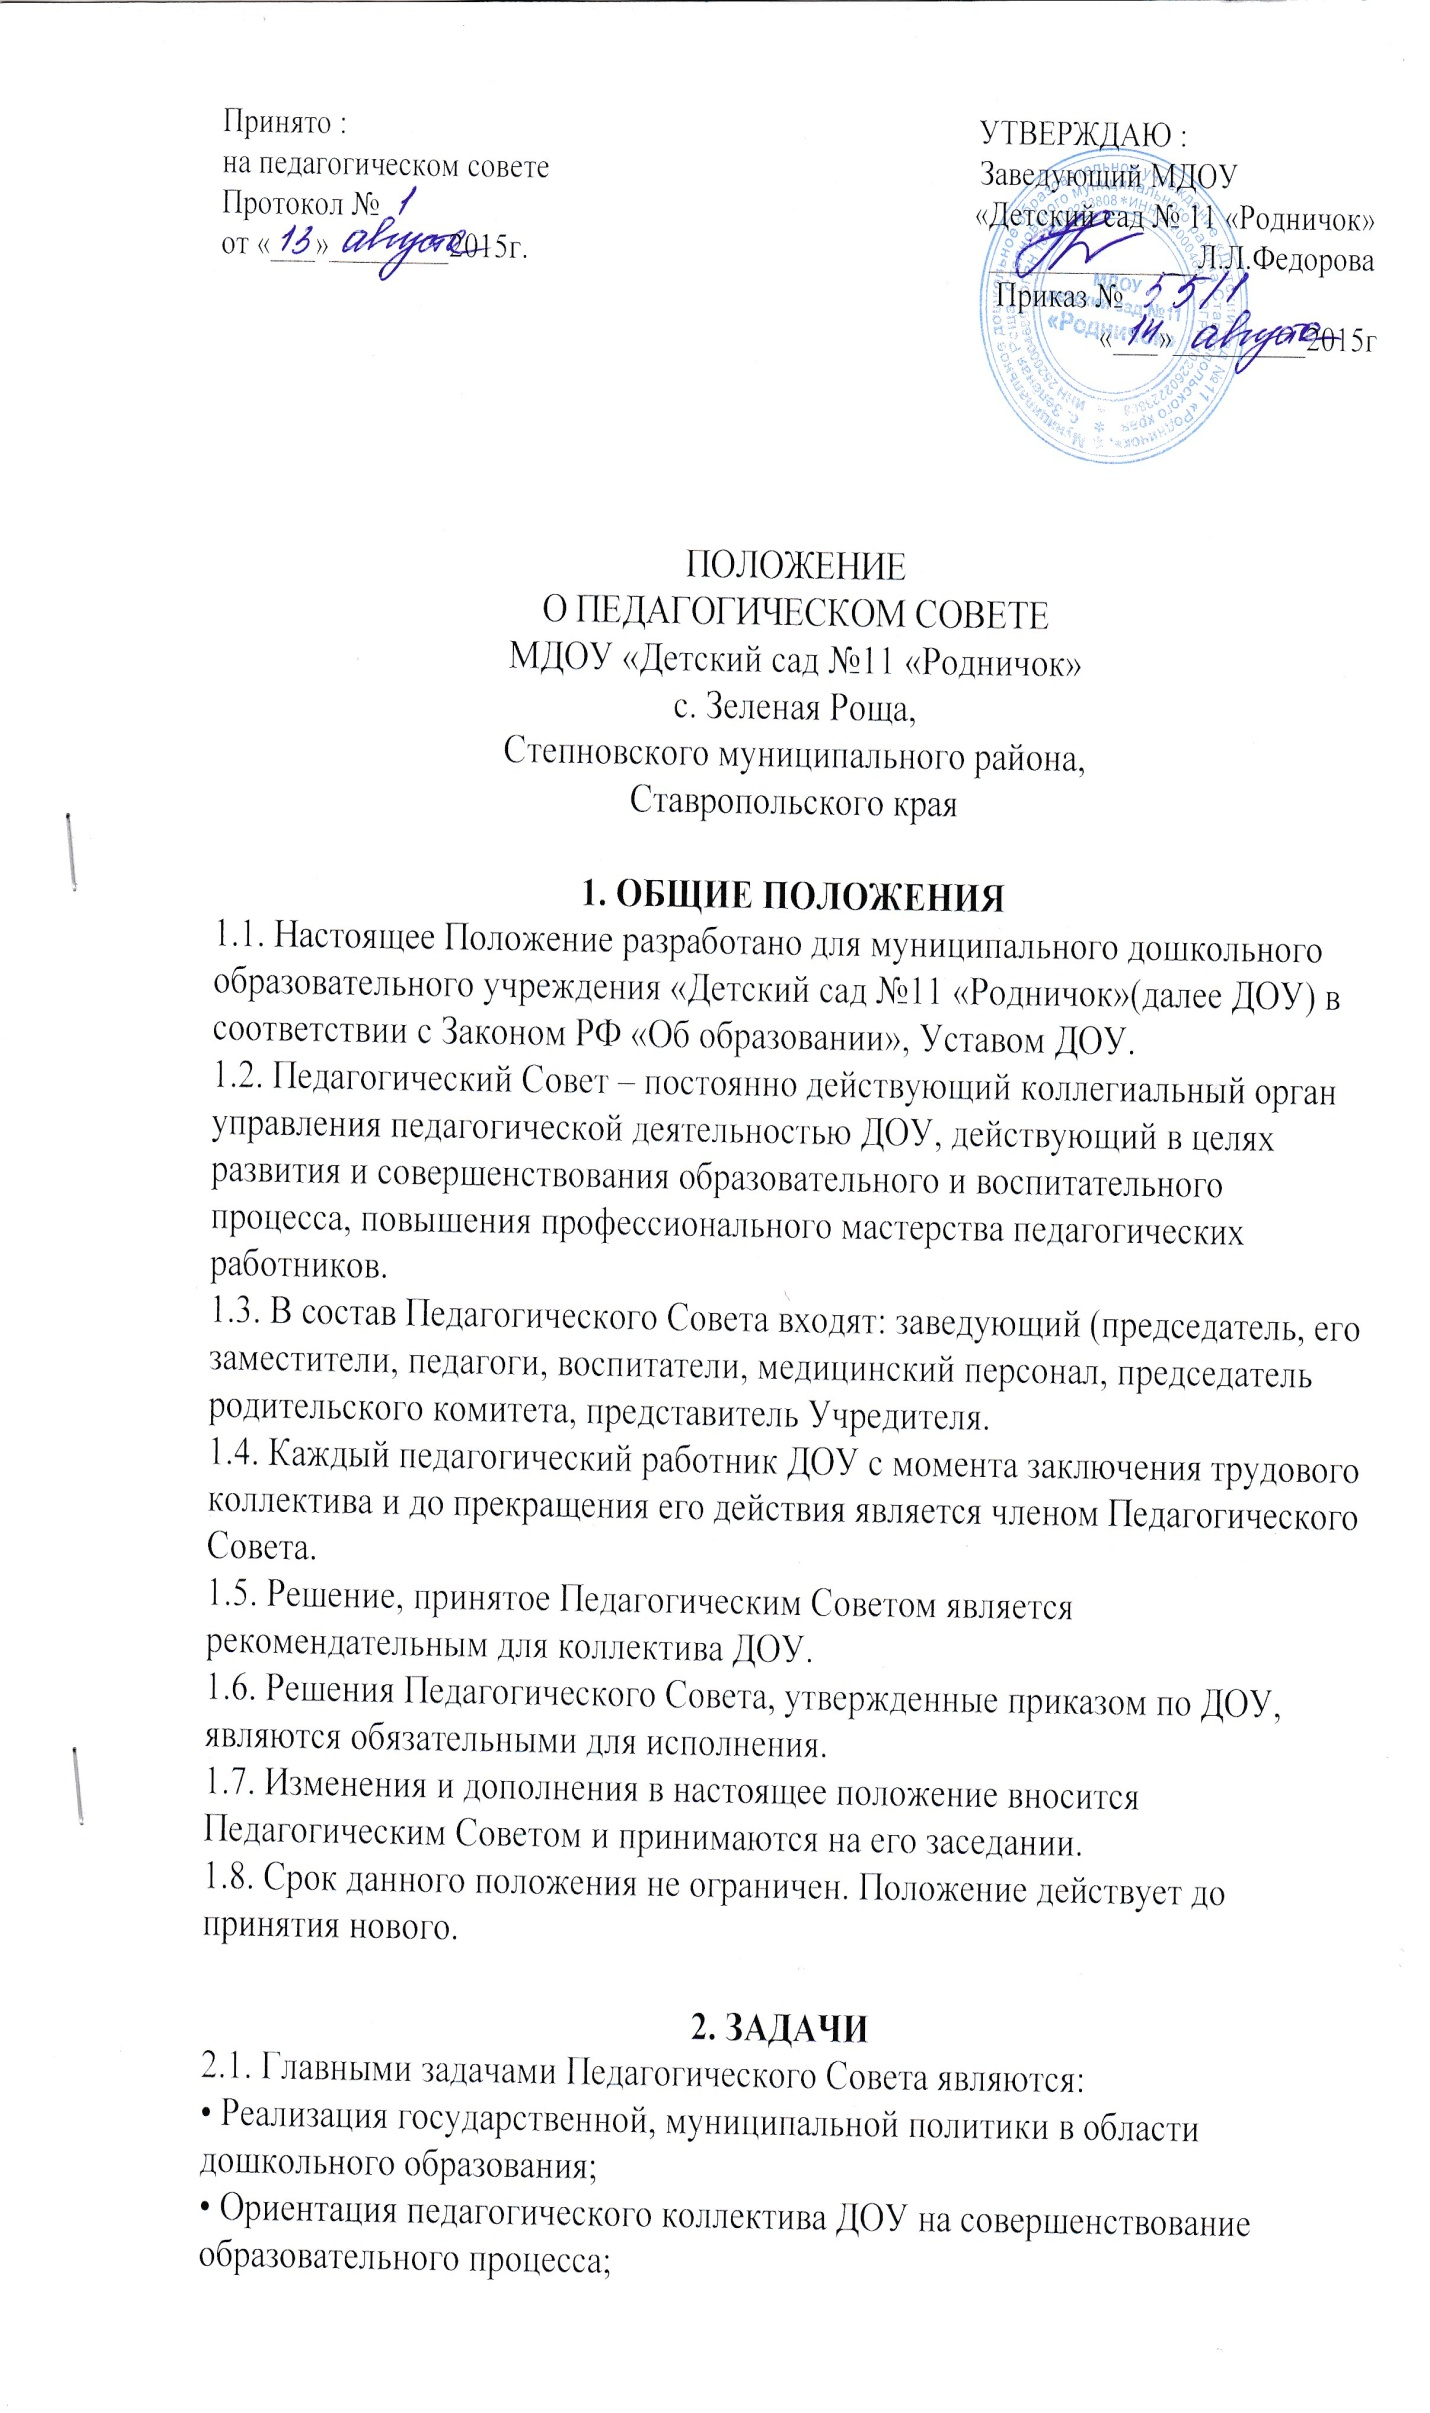 Принято :
на педагогическом совете
Протокол № 1
от «13» августа 2015г.
УТВЕРЖДАЮ :
Заведующий МДОУ
«Детский сад № 11 «Родничок»
Л.Л.Федорова
Приказ №
«14» августа 2015г
МДОУ
детский сад №11
«Родничок»
ПОЛОЖЕНИЕ
О ПЕДАГОГИЧЕСКОМ СОВЕТЕ
МДОУ «Детский сад №11 «Родничок»
с. Зеленая Роща,
Степновского муниципального района,
Ставропольского края
1. ОБЩИЕ ПОЛОЖЕНИЯ
1.1. Настоящее Положение разработано для муниципального дошкольного
образовательного учреждения «Детский сад №11 «Родничок»(далее ДОУ) в
соответствии с Законом РФ «Об образовании», Уставом ДОУ.
1.2. Педагогический Совет – постоянно действующий коллегиальный орган
управления педагогической деятельностью ДОУ, действующий в целях
развития и совершенствования образовательного и воспитательного
процесса, повышения профессионального мастерства педагогических
работников.
1.3. В состав Педагогического Совета входят: заведующий (председатель, его
заместители, педагоги, воспитатели, медицинский персонал, председатель
родительского комитета, представитель Учредителя.
1.4. Каждый педагогический работник ДОУ с момента заключения трудового
коллектива и до прекращения его действия является членом Педагогического
Совета.
1.5. Решение, принятое Педагогическим Советом является
рекомендательным для коллектива ДОУ.
1.6. Решения Педагогического Совета, утвержденные приказом по ДОУ,
являются обязательными для исполнения.
1.7. Изменения и дополнения в настоящее положение вносится
Педагогическим Советом и принимаются на его заседании.
1.8. Срок данного положения не ограничен. Положение действует до
принятия нового.
2. ЗАДАЧИ
2.1. Главными задачами Педагогического Совета являются:
• Реализация государственной, муниципальной политики в области
дошкольного образования;
• Ориентация педагогического коллектива ДОУ на совершенствование
образовательного процесса;